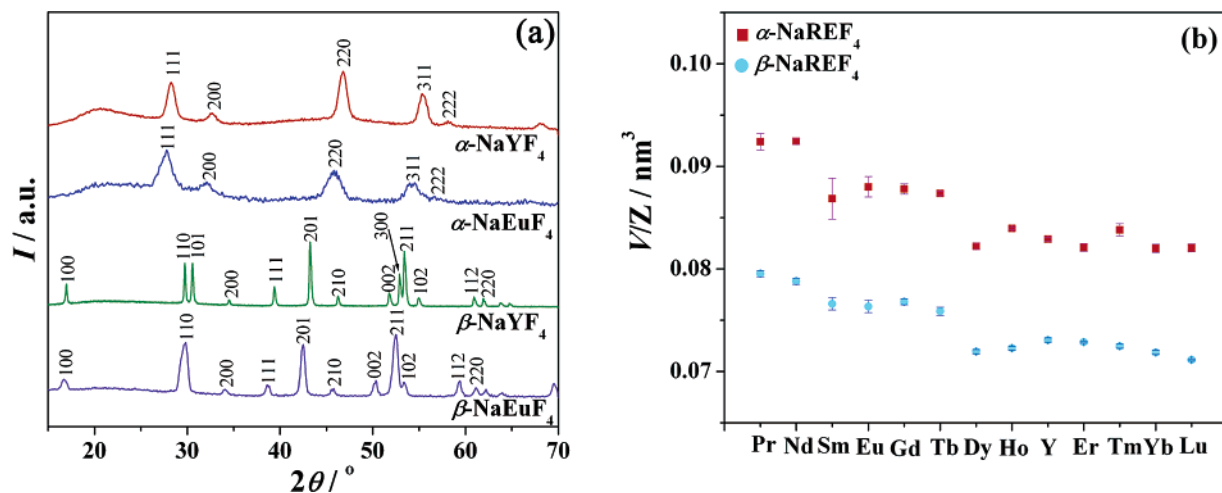 (a)
111
200
220
311
222
α-NaYF₄
111
200
220
311
222
α-NaEuF₄
100
110
101
200
111
201
210
002
300
211
102
112
220
β-NaYF₄
100
110
200
111
201
210
002
211
102
112
220
β-NaEuF₄
I / a.u.
20 30 40 50 60 70
2θ / °
(b)
α-NaREF₄
β-NaREF₄
0.10
0.09
0.08
0.07
V/Z / nm³
Pr Nd Sm Eu Gd Tb Dy Ho Y Er Tm Yb Lu